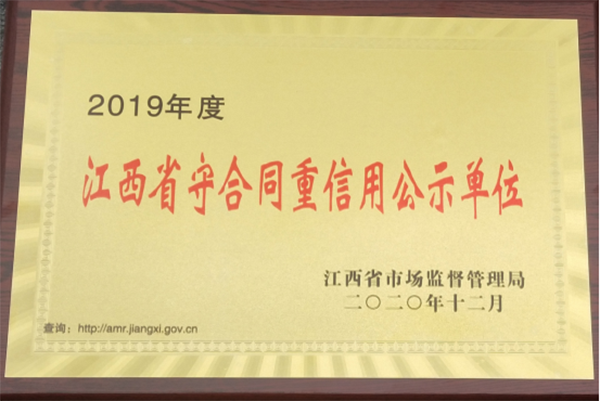 2019年度
江西省守合同重信用公示单位
江西省市场监督管理局
二〇二〇年十二月
查询：http://amr.jiangxi.gov.cn